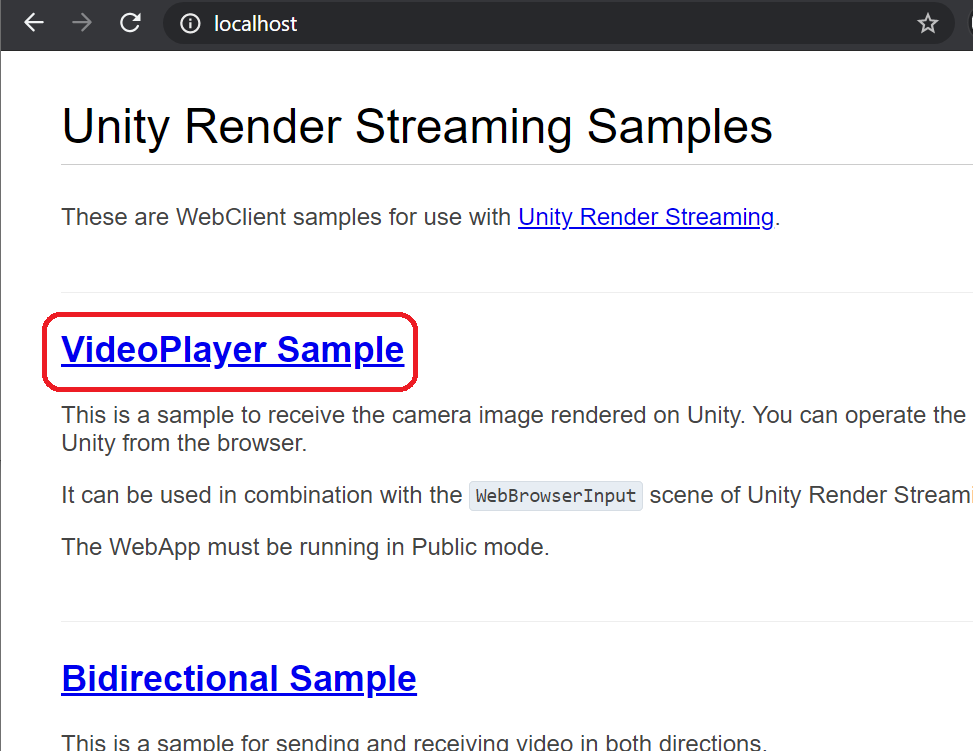 localhost
Unity Render Streaming Samples
These are WebClient samples for use with Unity Render Streaming.
VideoPlayer Sample
This is a sample to receive the camera image rendered on Unity. You can operate the
Unity from the browser.
It can be used in combination with the WebBrowserInput scene of Unity Render Streami
The WebApp must be running in Public mode.
Bidirectional Sample
This is a sample for sending and receiving video in both directions.